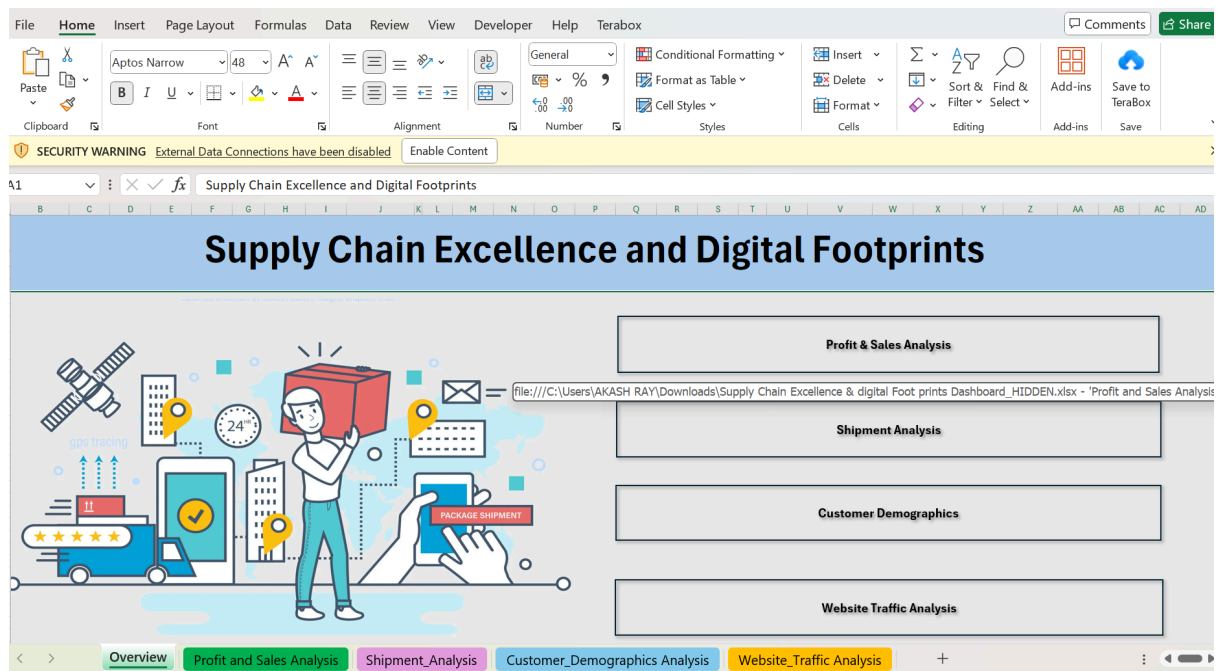 File Home Insert Page Layout Formulas Data Review View Developer Help Terabox Comments Share
Paste
Aptos Narrow 48 A^ A˅
B I U A
ab
General
% 9
Conditional Formatting
Format as Table
Cell Styles
Insert
Delete
Format
Σ
Sort & Filter
Find & Select
Add-ins
Save to TeraBox
Clipboard Font Alignment Number Styles Cells Editing Add-ins Save
SECURITY WARNING External Data Connections have been disabled Enable Content
A1 fx Supply Chain Excellence and Digital Footprints
B C D E F G H I J K L M N O P Q R S T U V W X Y Z AA AB AC AD
Supply Chain Excellence and Digital Footprints
Profit & Sales Analysis
file:///C:\Users\AKASH RAY\Downloads\Supply Chain Excellence & digital Foot prints Dashboard_HIDDEN.xlsx - 'Profit and Sales Analysis
24 HR
Shipment Analysis
gps tracing
PACKAGE SHIPMENT
Customer Demographics
Website Traffic Analysis
Overview Profit and Sales Analysis Shipment_Analysis Customer_Demographics Analysis Website_Traffic Analysis +